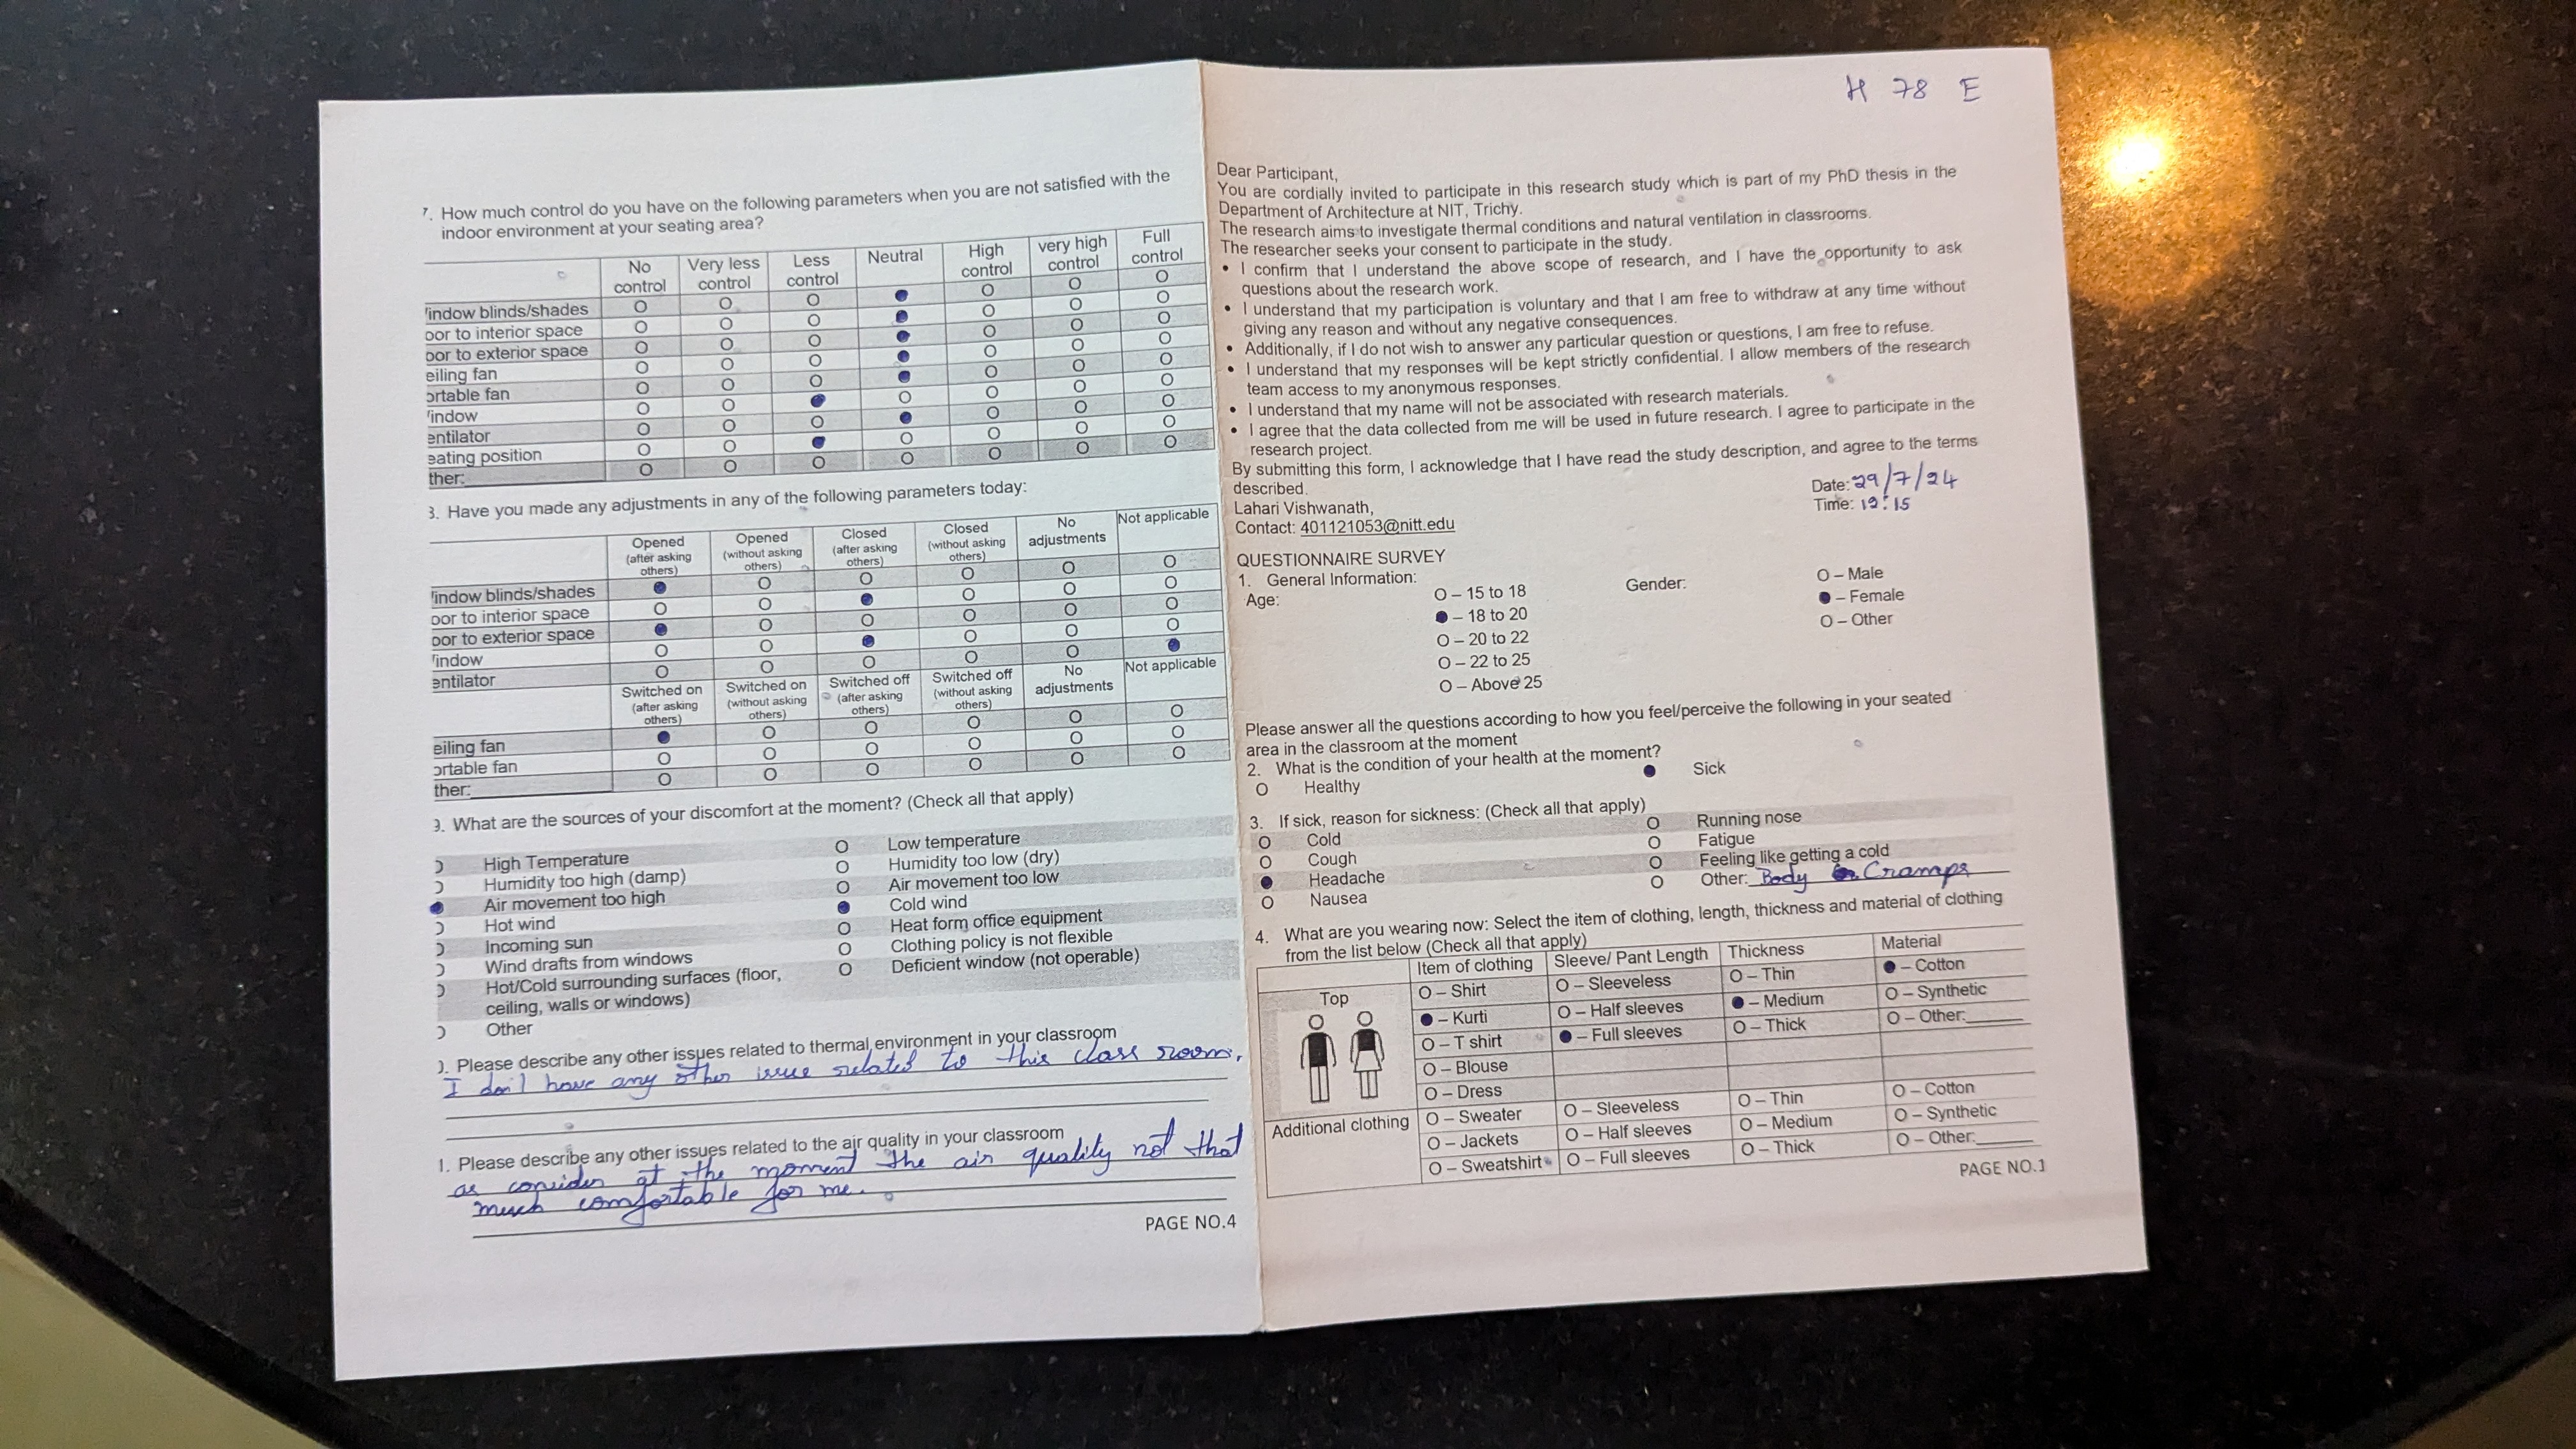 7. How much control do you have on the following parameters when you are not satisfied with the
indoor environment at your seating area?
No control Very less control Less control Neutral High control very high control Full control
indow blinds/shades O O O ● O O O
oor to interior space O O O ● O O O
oor to exterior space O O O ● O O O
eiling fan O O O ● O O O
ortable fan O O O ● O O O
indow O O ● O O O O
entilator O O O ● O O O
eating position O O ● O O O O
ther: O O O O O O O
3. Have you made any adjustments in any of the following parameters today:
Opened (after asking others) Opened (without asking others) Closed (after asking others) Closed (without asking others) No adjustments Not applicable
indow blinds/shades ● O O O O O
oor to interior space O O ● O O O
oor to exterior space ● O O O O O
indow O O ● O O O
entilator O O O O O ●
Switched on (after asking others) Switched on (without asking others) Switched off (after asking others) Switched off (without asking others) No adjustments Not applicable
eiling fan ● O O O O O
ortable fan O O O O O O
ther: O O O O O O
9. What are the sources of your discomfort at the moment? (Check all that apply)
High Temperature O Low temperature
Humidity too high (damp) O Humidity too low (dry)
● Air movement too high O Air movement too low
Hot wind ● Cold wind
Incoming sun O Heat form office equipment
Wind drafts from windows O Clothing policy is not flexible
Hot/Cold surrounding surfaces (floor, O Deficient window (not operable)
ceiling, walls or windows)
Other
). Please describe any other issues related to thermal environment in your classroom
I don't have any other issue related to this class room.
1. Please describe any other issues related to the air quality in your classroom
as consider at the moment the air quality not that
much comfortable for me.
PAGE NO.4
H 78 E
Dear Participant,
You are cordially invited to participate in this research study which is part of my PhD thesis in the
Department of Architecture at NIT, Trichy.
The research aims to investigate thermal conditions and natural ventilation in classrooms.
The researcher seeks your consent to participate in the study.
• I confirm that I understand the above scope of research, and I have the opportunity to ask
questions about the research work.
• I understand that my participation is voluntary and that I am free to withdraw at any time without
giving any reason and without any negative consequences.
• Additionally, if I do not wish to answer any particular question or questions, I am free to refuse.
• I understand that my responses will be kept strictly confidential. I allow members of the research
team access to my anonymous responses.
• I understand that my name will not be associated with research materials.
• I agree that the data collected from me will be used in future research. I agree to participate in the
research project.
By submitting this form, I acknowledge that I have read the study description, and agree to the terms
described.
Date: 29/7/24
Lahari Vishwanath,
Time: 12:15
Contact: 401121053@nitt.edu
QUESTIONNAIRE SURVEY
1. General Information:
Age: O – 15 to 18 Gender: O – Male
● – 18 to 20 ● – Female
O – 20 to 22 O – Other
O – 22 to 25
O – Above 25
Please answer all the questions according to how you feel/perceive the following in your seated
area in the classroom at the moment
2. What is the condition of your health at the moment?
O Healthy ● Sick
3. If sick, reason for sickness: (Check all that apply)
O Cold O Running nose
O Cough O Fatigue
● Headache O Feeling like getting a cold
O Nausea O Other: Body Cramps
4. What are you wearing now: Select the item of clothing, length, thickness and material of clothing
from the list below (Check all that apply)
Item of clothing Sleeve/ Pant Length Thickness Material
Top O – Shirt O – Sleeveless O – Thin ● – Cotton
● – Kurti O – Half sleeves ● – Medium O – Synthetic
O – T shirt ● – Full sleeves O – Thick O – Other:
O – Blouse
O – Dress
Additional clothing O – Sweater O – Sleeveless O – Thin O – Cotton
O – Jackets O – Half sleeves O – Medium O – Synthetic
O – Sweatshirt O – Full sleeves O – Thick O – Other:
PAGE NO.1